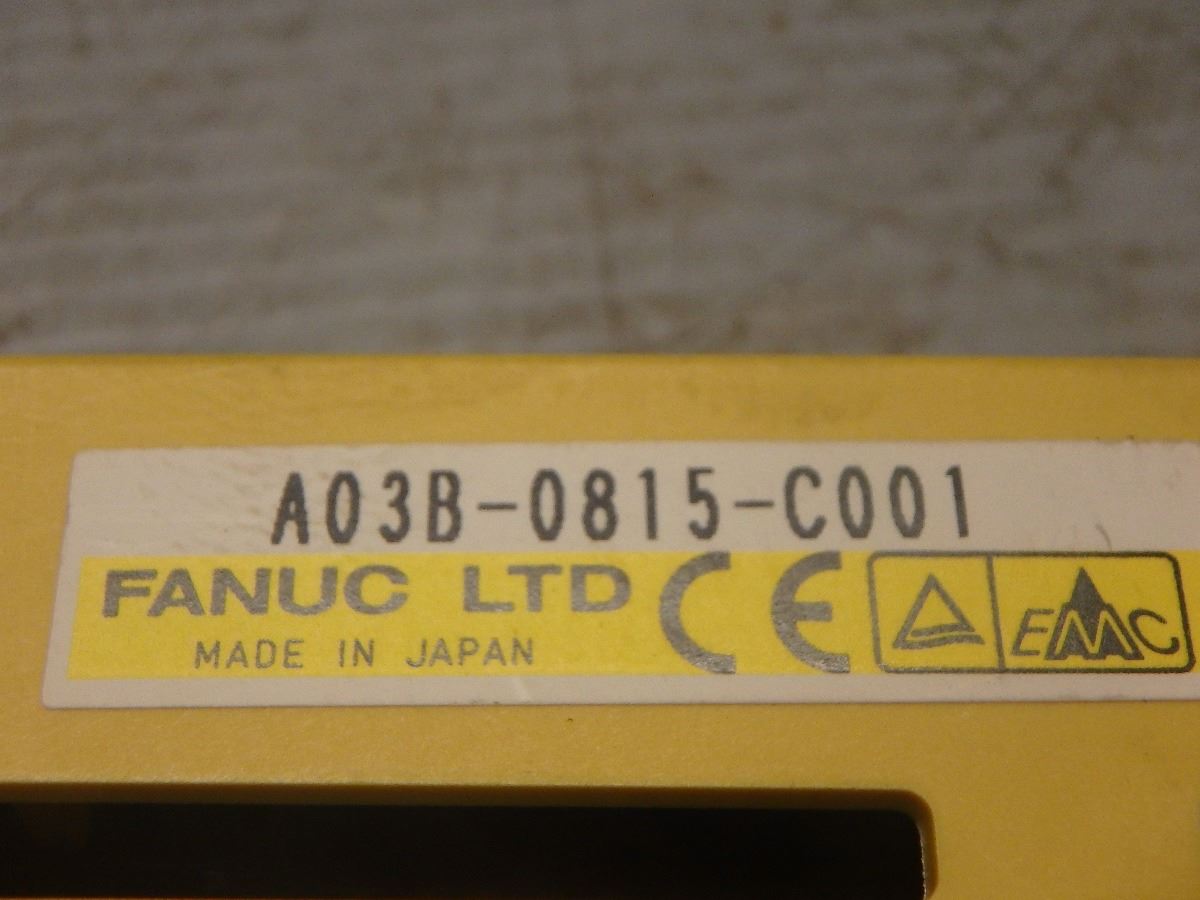 A03B-0815-C001
FANUC LTD CE EMC
MADE IN JAPAN